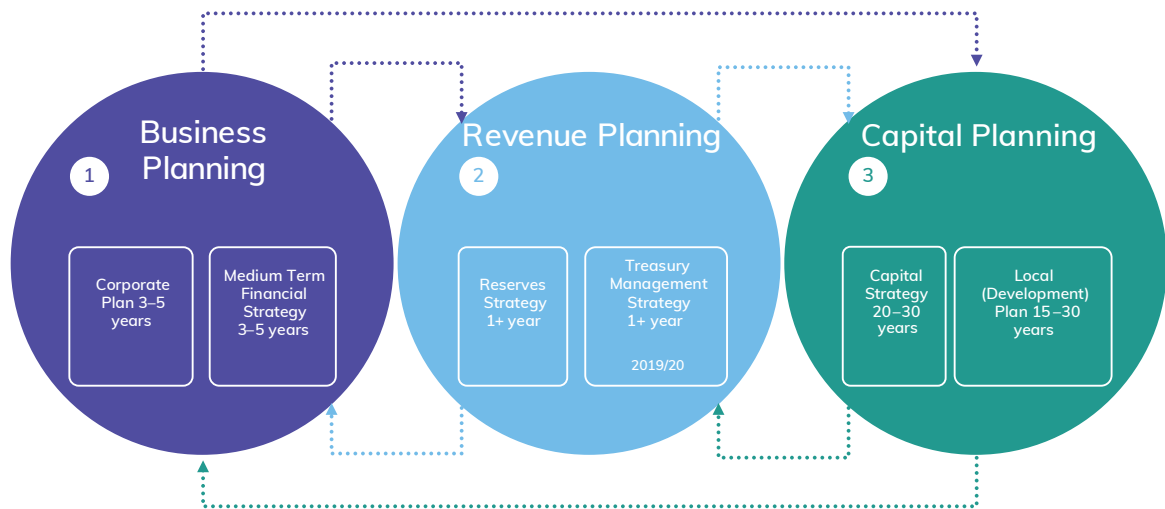 Business
Planning
1
Corporate
Plan 3–5
years
Medium Term
Financial
Strategy
3–5 years
Revenue Planning
2
Reserves
Strategy
1+ year
Treasury
Management
Strategy
1+ year
2019/20
Capital Planning
3
Capital
Strategy
20–30
years
Local
(Development)
Plan 15–30
years